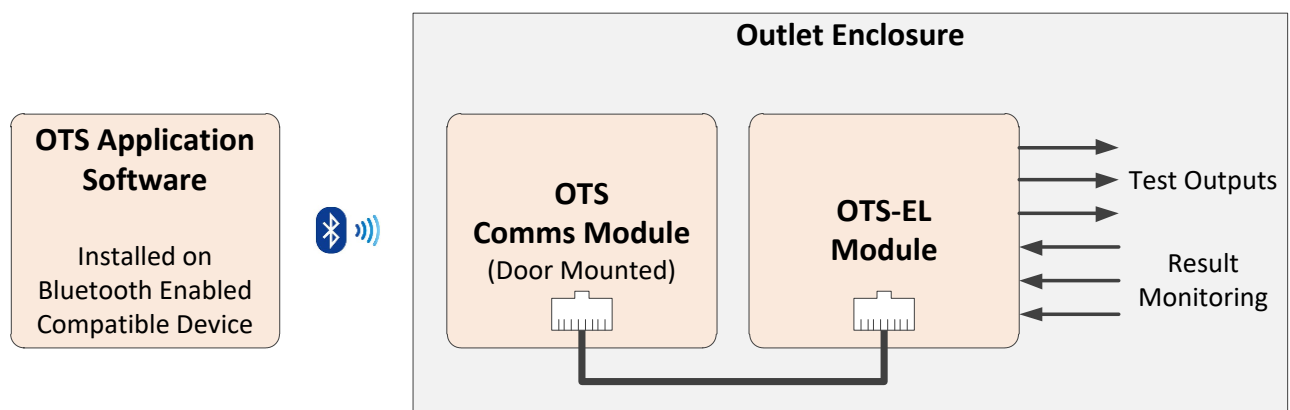 Outlet Enclosure
OTS Application
Software
Installed on
Bluetooth Enabled
Compatible Device
OTS
Comms Module
(Door Mounted)
OTS-EL
Module
Test Outputs
Result
Monitoring